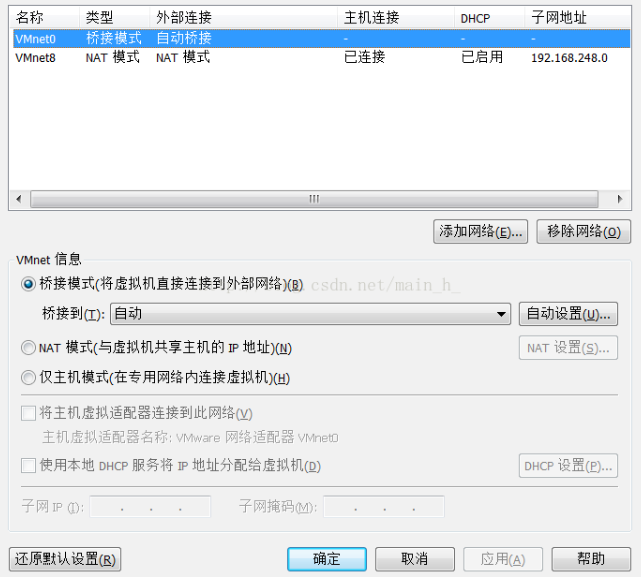 名称 类型 外部连接 主机连接 DHCP 子网地址
VMnet0 桥接模式 自动桥接 - - -
VMnet8 NAT 模式 NAT 模式 已连接 已启用 192.168.248.0
添加网络(E)... 移除网络(O)
VMnet 信息
桥接模式(将虚拟机直接连接到外部网络)(B) .csdn.net/main_h_
桥接到(T): 自动 自动设置(U)...
NAT 模式(与虚拟机共享主机的 IP 地址)(N) NAT 设置(S)...
仅主机模式(在专用网络内连接虚拟机)(H)
将主机虚拟适配器连接到此网络(V)
主机虚拟适配器名称: VMware 网络适配器 VMnet0
使用本地 DHCP 服务将 IP 地址分配给虚拟机(D) DHCP 设置(P)...
子网 IP (I): . . . 子网掩码(M): . . .
还原默认设置(R) 确定 取消 应用(A) 帮助